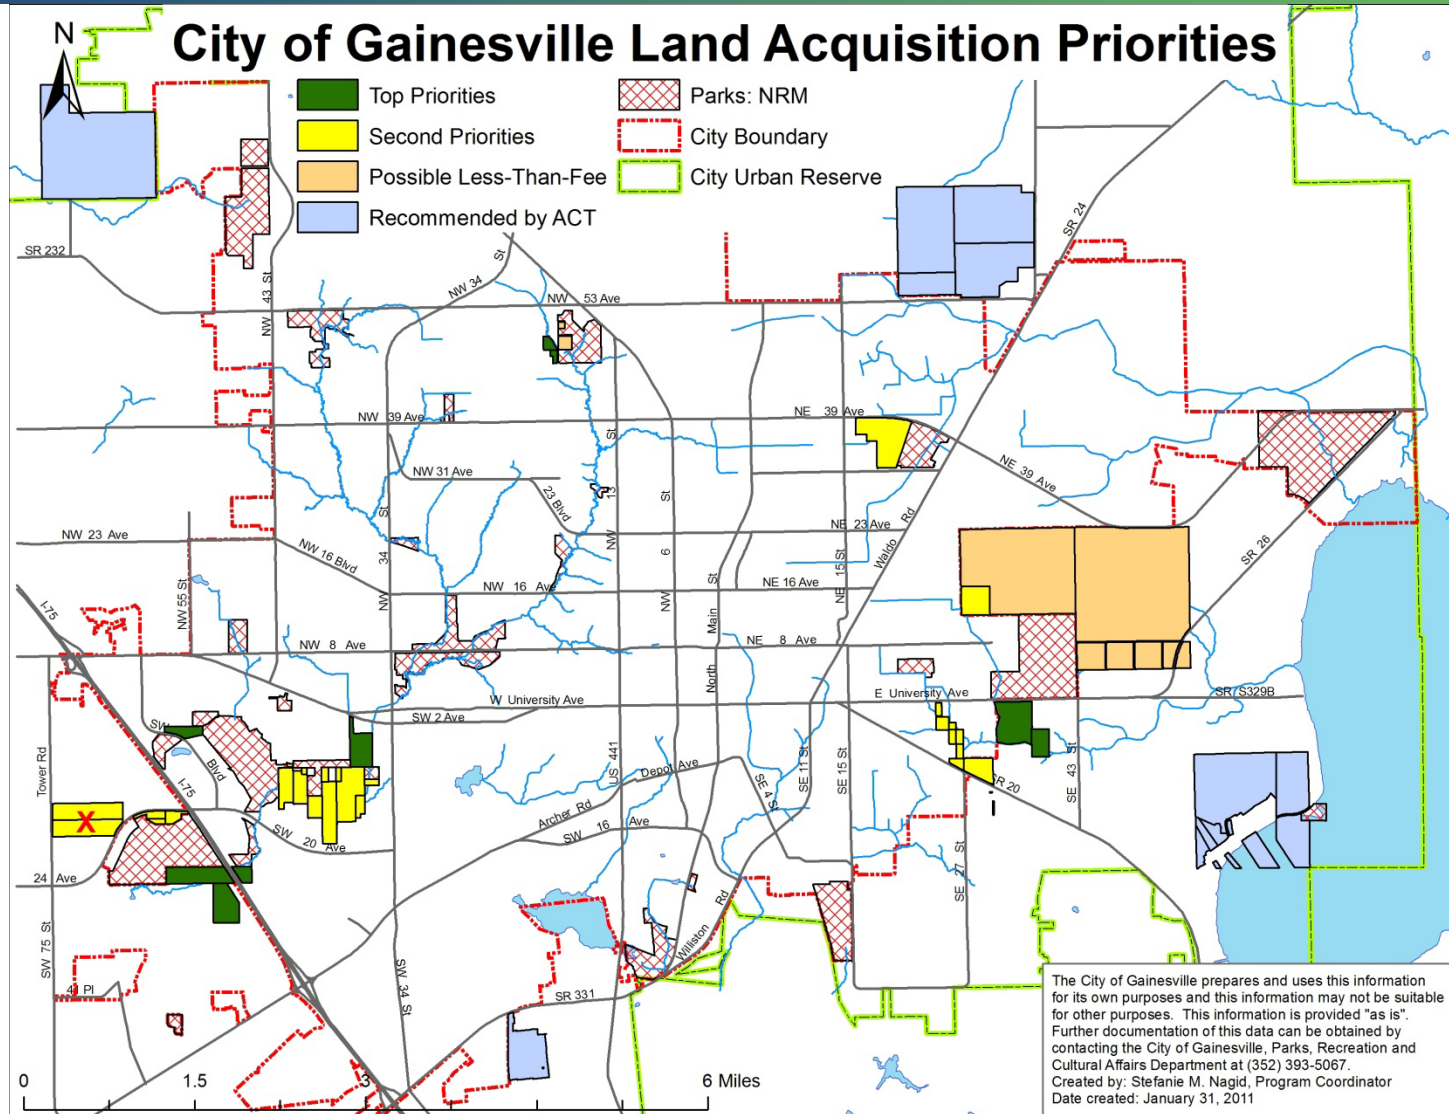 City of Gainesville Land Acquisition Priorities
N
Top Priorities
Second Priorities
Possible Less-Than-Fee
Recommended by ACT
Parks: NRM
City Boundary
City Urban Reserve
SR 232
NW 43 St
NW 34 St
NW 53 Ave
SR 24
NW 39 Ave
NE 39 Ave
NE 39 Ave
NW 31 Ave
23 Blvd
NW 13 St
NW 6 St
NW 34 St
NW 23 Ave
NE 23 Ave
NW 16 Blvd
NW 16 Ave
NE 16 Ave
NE 15 St
Waldo Rd
SR 26
I-75
NW 55 St
NW 8 Ave
NE 8 Ave
North Main St
W University Ave
E University Ave
SR S329B
SW 2 Ave
SW
Blvd
I-75
Tower Rd
X
US 441
Depot Ave
Archer Rd
SW 16 Ave
SE 4 St
SE 11 St
SE 15 St
SR 20
SE 43 St
SW 20 Ave
24 Ave
SE 27 St
SW 75 St
Williston Rd
41 Pl
SW 34 St
SR 331
0 1.5 3 6 Miles
The City of Gainesville prepares and uses this information
for its own purposes and this information may not be suitable
for other purposes. This information is provided "as is".
Further documentation of this data can be obtained by
contacting the City of Gainesville, Parks, Recreation and
Cultural Affairs Department at (352) 393-5067.
Created by: Stefanie M. Nagid, Program Coordinator
Date created: January 31, 2011